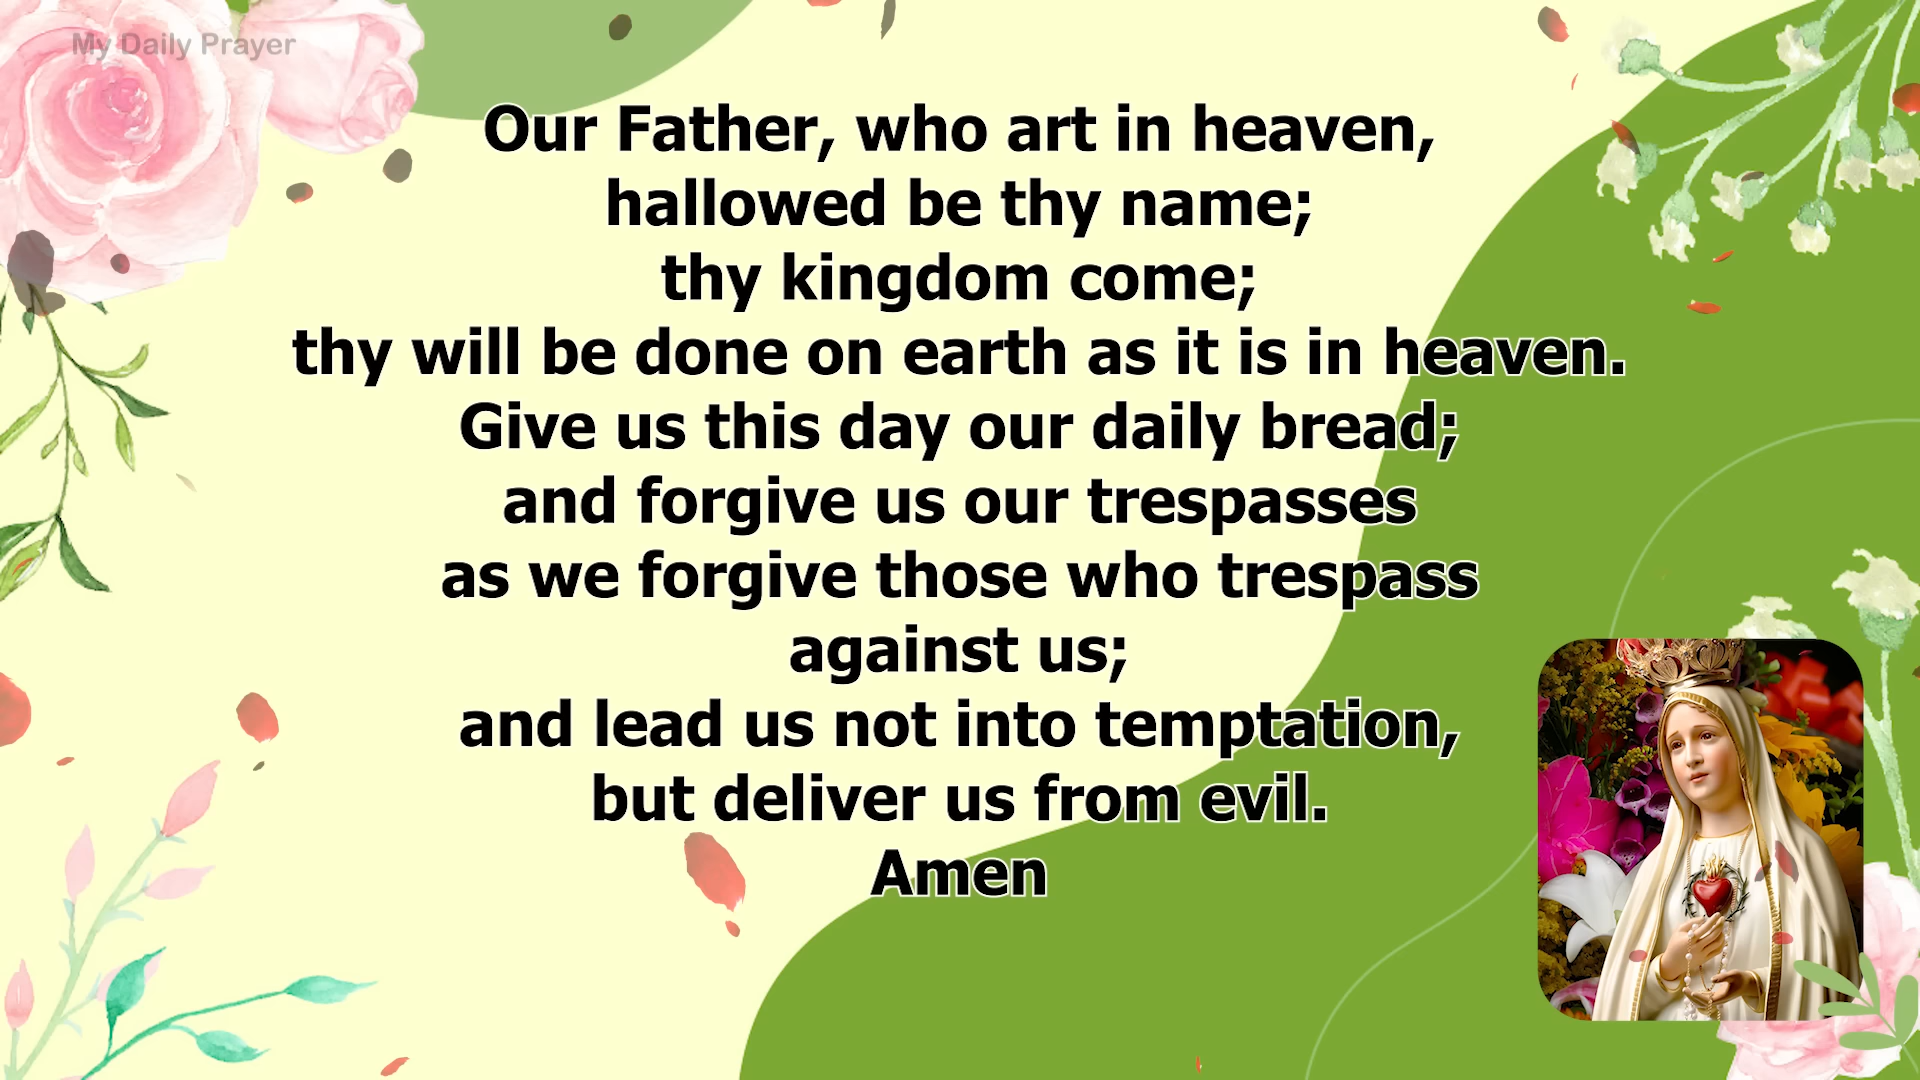 My Daily Prayer
Our Father, who art in heaven,
hallowed be thy name;
thy kingdom come;
thy will be done on earth as it is in heaven.
Give us this day our daily bread;
and forgive us our trespasses
as we forgive those who trespass
against us;
and lead us not into temptation,
but deliver us from evil.
Amen